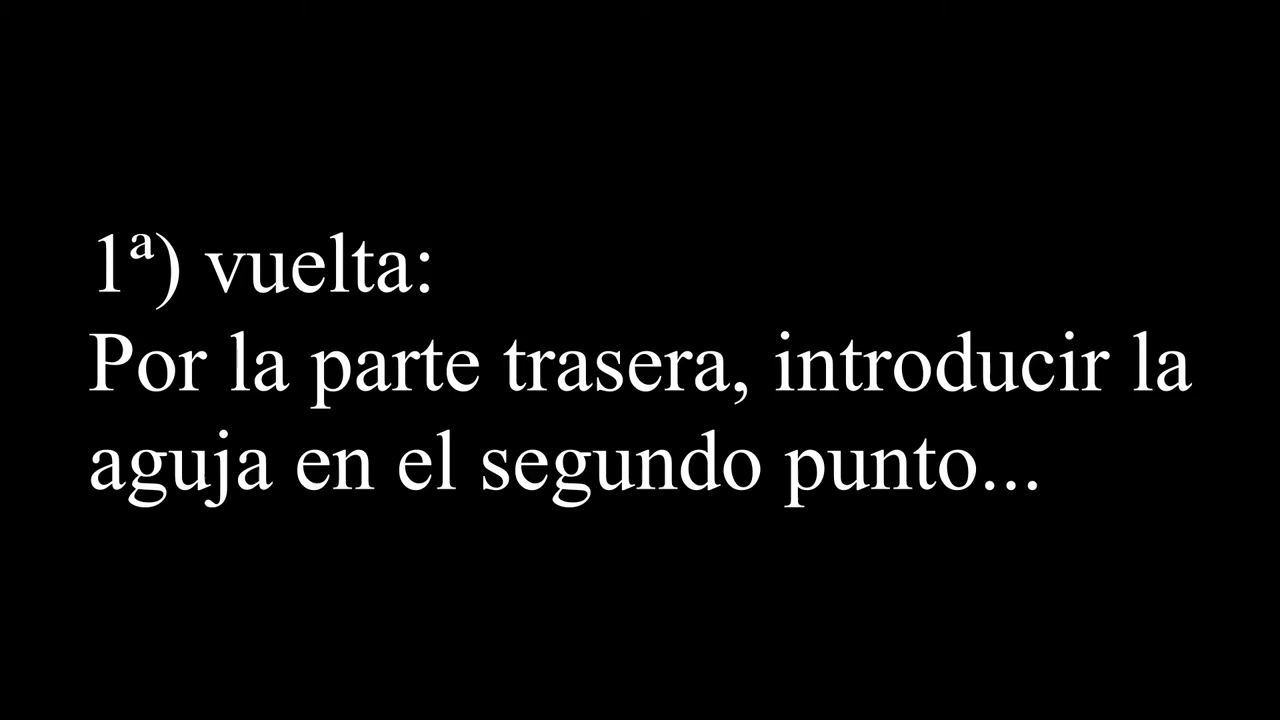 1ª) vuelta:
Por la parte trasera, introducir la
aguja en el segundo punto...